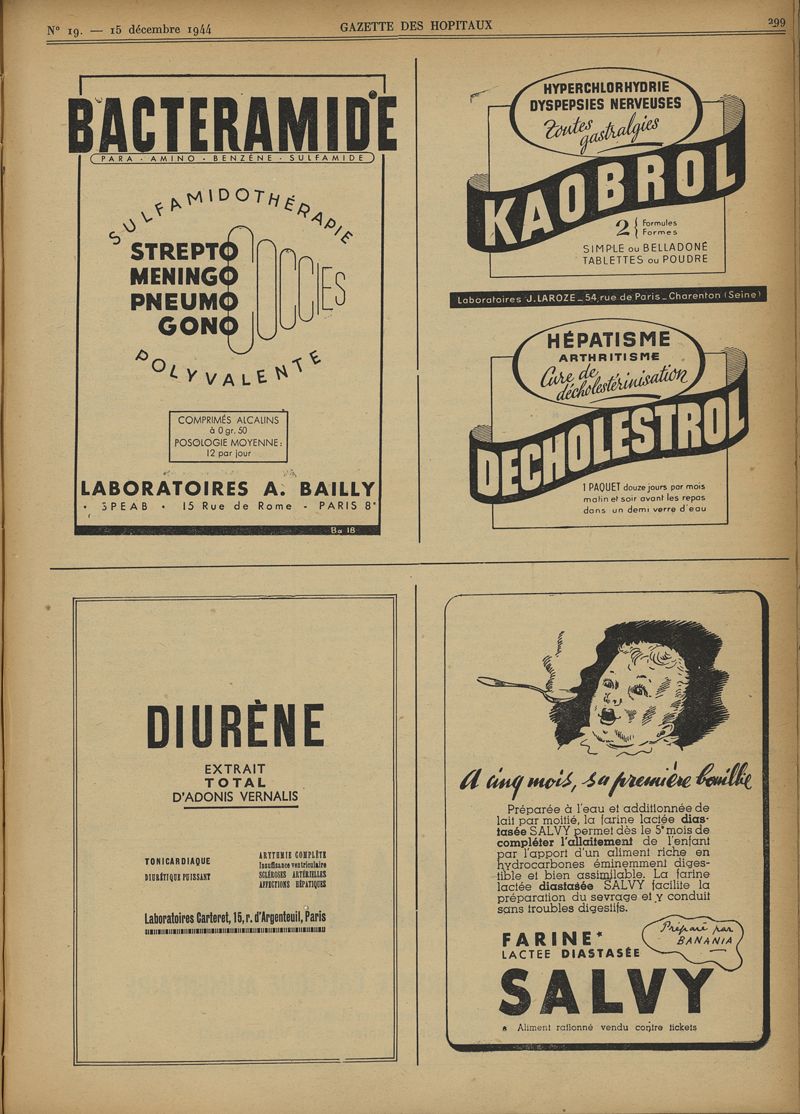 N° 19. — 15 décembre 1944
GAZETTE DES HOPITAUX
299
BACTERAMIDE
PARA - AMINO - BENZÉNE - SULFAMIDE
SULFAMIDOTHÉRAPIE
STREPTO
MENINGO
PNEUMO
GONO
COCCIES
POLYVALENTE
COMPRIMÉS ALCALINS
à 0 gr. 50
POSOLOGIE MOYENNE:
12 par jour
LABORATOIRES A. BAILLY
• SPEAB • 15 Rue de Rome - PARIS 8ᵉ
Ba 18
HYPERCHLORHYDRIE
DYSPEPSIES NERVEUSES
Toutes
gastralgies
KAOBROL
2 { Formules
Formes
SIMPLE ou BELLADONÉ
TABLETTES ou POUDRE
Laboratoires J. LAROZE _ 54, rue de Paris _ Charenton (Seine)
HÉPATISME
ARTHRITISME
Cure de
décholestérinisation
DECHOLESTROL
1 PAQUET douze jours par mois
matin et soir avant les repas
dans un demi verre d'eau
DIURÈNE
EXTRAIT
TOTAL
D'ADONIS VERNALIS
TONICARDIAQUE
DIURÉTIQUE PUISSANT
ARYTHMIE COMPLÈTE
Insuffisance ventriculaire
SCLÉROSES ARTÉRIELLES
AFFECTIONS HÉPATIQUES
Laboratoires Carteret, 15, r. d'Argenteuil, Paris
A cinq mois, sa première bouillie
Préparée à l'eau et additionnée de
lait par moitié, la farine lactée dias-
tasée SALVY permet dès le 5ᵉ mois de
compléter l'allaitement de l'enfant
par l'apport d'un aliment riche en
hydrocarbones éminemment diges-
tible et bien assimilable. La farine
lactée diastasée SALVY facilite la
préparation du sevrage et y conduit
sans troubles digestifs.
Préparé par
BANANIA
FARINE*
LACTEE DIASTASÉE
SALVY
* Aliment rationné vendu contre tickets